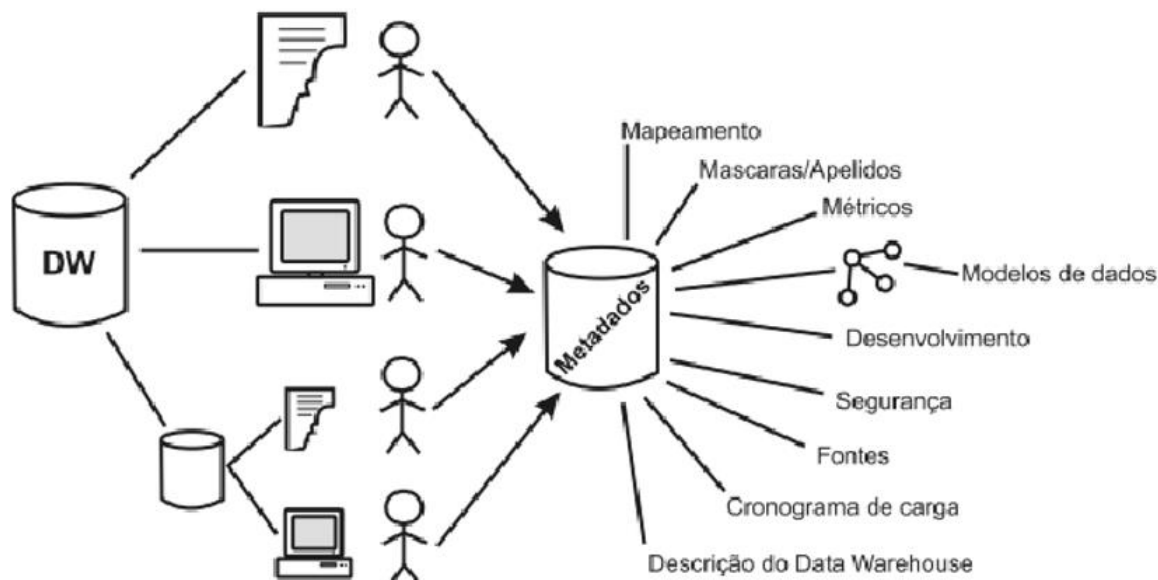 Mapeamento
Mascaras/Apelidos
Métricos
DW
Metadados
Modelos de dados
Desenvolvimento
Segurança
Fontes
Cronograma de carga
Descrição do Data Warehouse